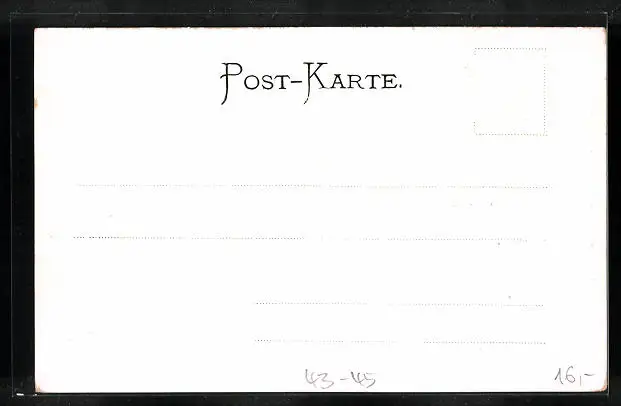 POST-KARTE.
43-45
16,-